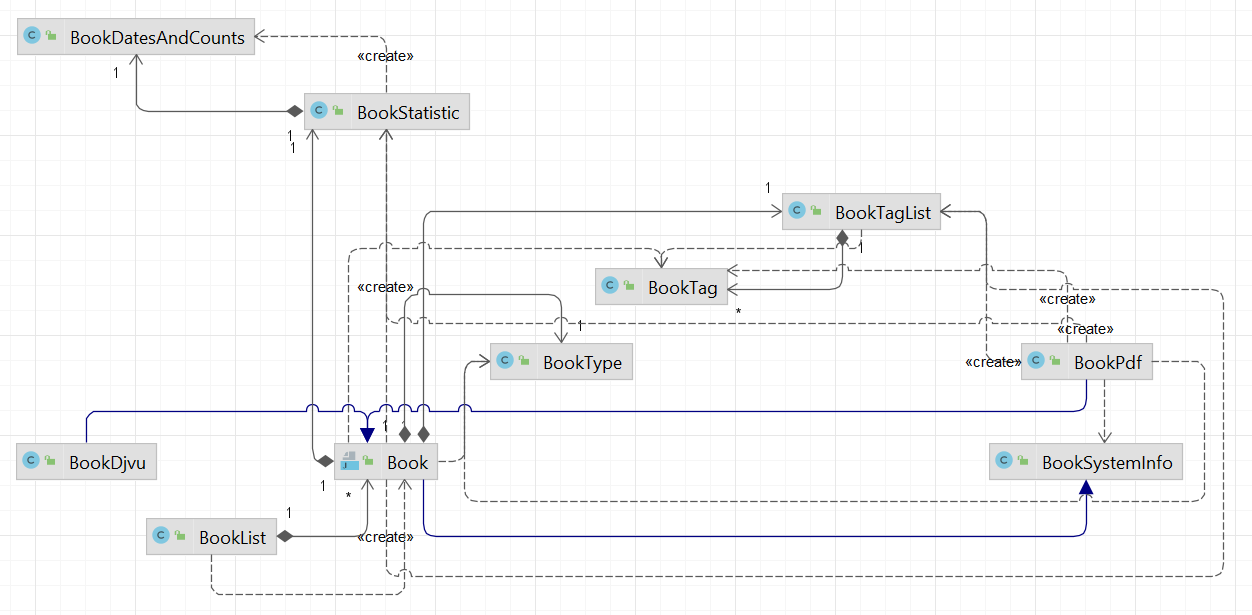 C BookDatesAndCounts
«create»
1
C BookStatistic
1
1
1
C BookTagList
1
C BookTag
«create»
«create»
*
1
«create»
C BookType
«create»
C BookPdf
1
C BookDjvu
J Book
C BookSystemInfo
1
*
1
C BookList
«create»